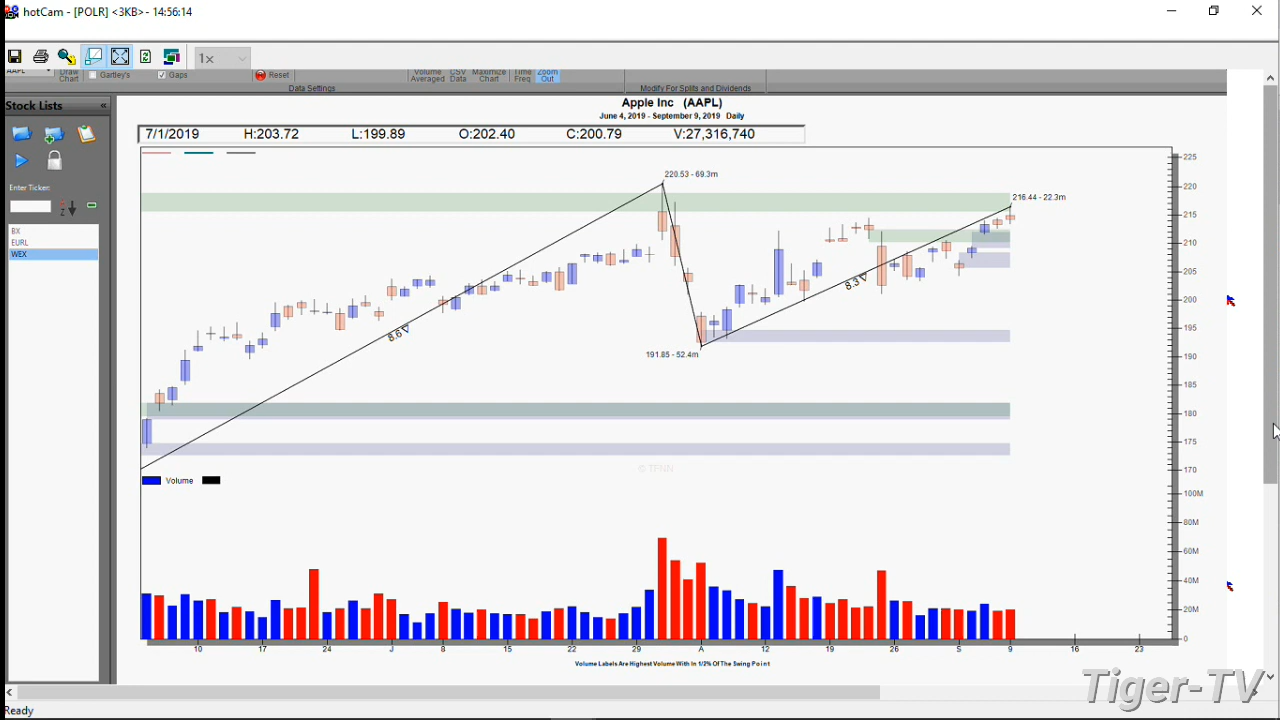 hotCam - [POLR] <3KB> - 14:56:14
1x
AAPL
Draw Chart
Gartley's
Gaps
Reset
Volume Averaged
CSV Data
Maximize Chart
Time Freq
Zoom Out
Data Settings
Modify For Splits and Dividends
Stock Lists «
Apple Inc (AAPL)
June 4, 2019 - September 9, 2019 Daily
7/1/2019 H:203.72 L:199.89 O:202.40 C:200.79 V:27,316,740
Enter Ticker:
BX
EURL
WEX
220.53 - 69.3m
216.44 - 22.3m
191.85 - 52.4m
8.6
8.3
225
220
215
210
205
200
195
190
185
180
175
170
© TFNN
Volume
100M
80M
60M
40M
20M
0
10 17 24 J 8 15 22 29 A 12 19 26 S 9 16 23
Volume Labels Are Highest Volume With In 1/2% Of The Swing Point
Tiger-TV
Ready